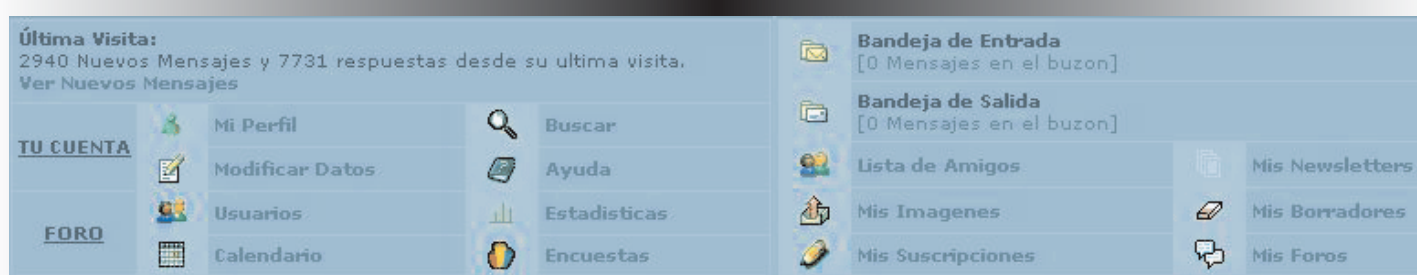 Última Visita:
2940 Nuevos Mensajes y 7731 respuestas desde su ultima visita.
Ver Nuevos Mensajes
TU CUENTA
Mi Perfil
Buscar
Modificar Datos
Ayuda
FORO
Usuarios
Estadisticas
Calendario
Encuestas
Bandeja de Entrada
[0 Mensajes en el buzon]
Bandeja de Salida
[0 Mensajes en el buzon]
Lista de Amigos
Mis Newsletters
Mis Imagenes
Mis Borradores
Mis Suscripciones
Mis Foros